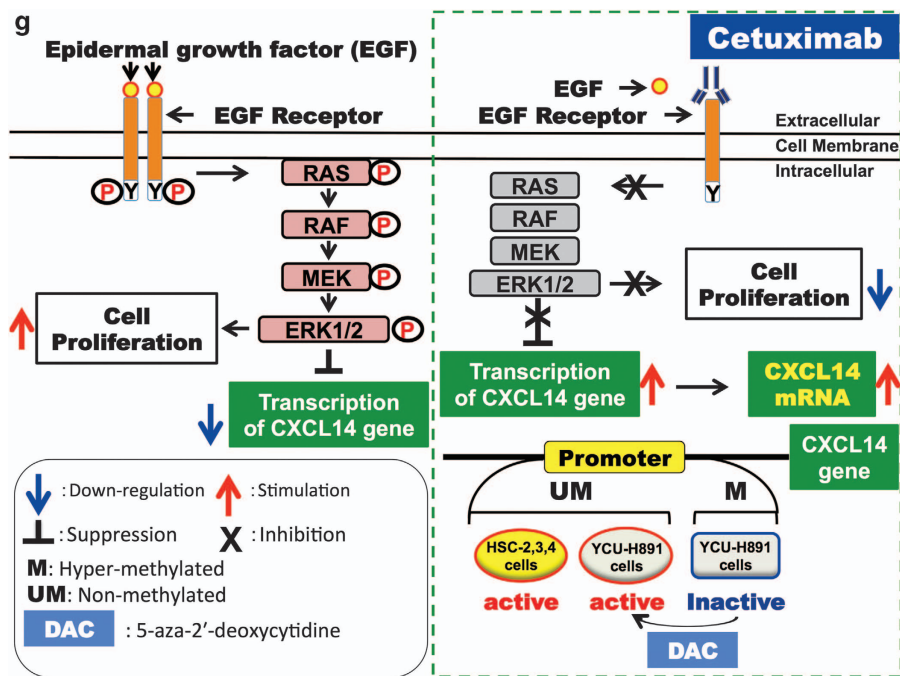 g
Epidermal growth factor (EGF)
EGF Receptor
P Y Y P
RAS P
RAF P
MEK P
ERK1/2 P
Cell
Proliferation
Transcription
of CXCL14 gene
: Down-regulation
: Stimulation
: Suppression
X : Inhibition
M: Hyper-methylated
UM: Non-methylated
DAC : 5-aza-2′-deoxycytidine
Cetuximab
EGF
EGF Receptor
Extracellular
Cell Membrane
Intracellular
Y
RAS
X
RAF
MEK
ERK1/2
X
Cell
Proliferation
X
Transcription
of CXCL14 gene
CXCL14
mRNA
Promoter
CXCL14
gene
UM
M
HSC-2,3,4
cells
YCU-H891
cells
YCU-H891
cells
active
active
Inactive
DAC